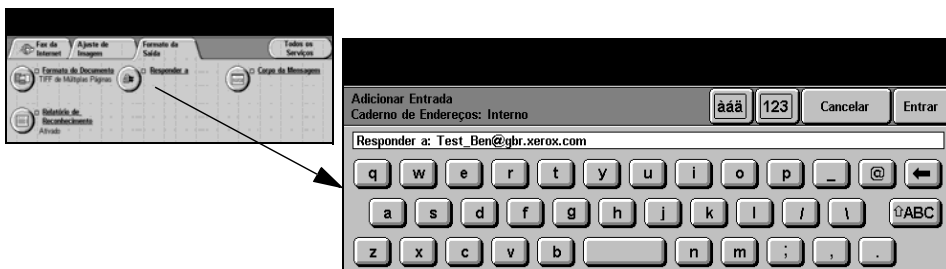 Fax da Internet
Ajuste de Imagem
Formato da Saída
Todos os Serviços
Formato do Documento
TIFF de Múltiplas Páginas
Responder a
Corpo da Mensagem
Relatório de Reconhecimento
Ativado
Adicionar Entrada
Caderno de Endereços: Interno
àáä
123
Cancelar
Entrar
Responder a: Test_Ben@gbr.xerox.com
q w e r t y u i o p _ @
a s d f g h j k l / \ ⇧ABC
z x c v b n m ; , .